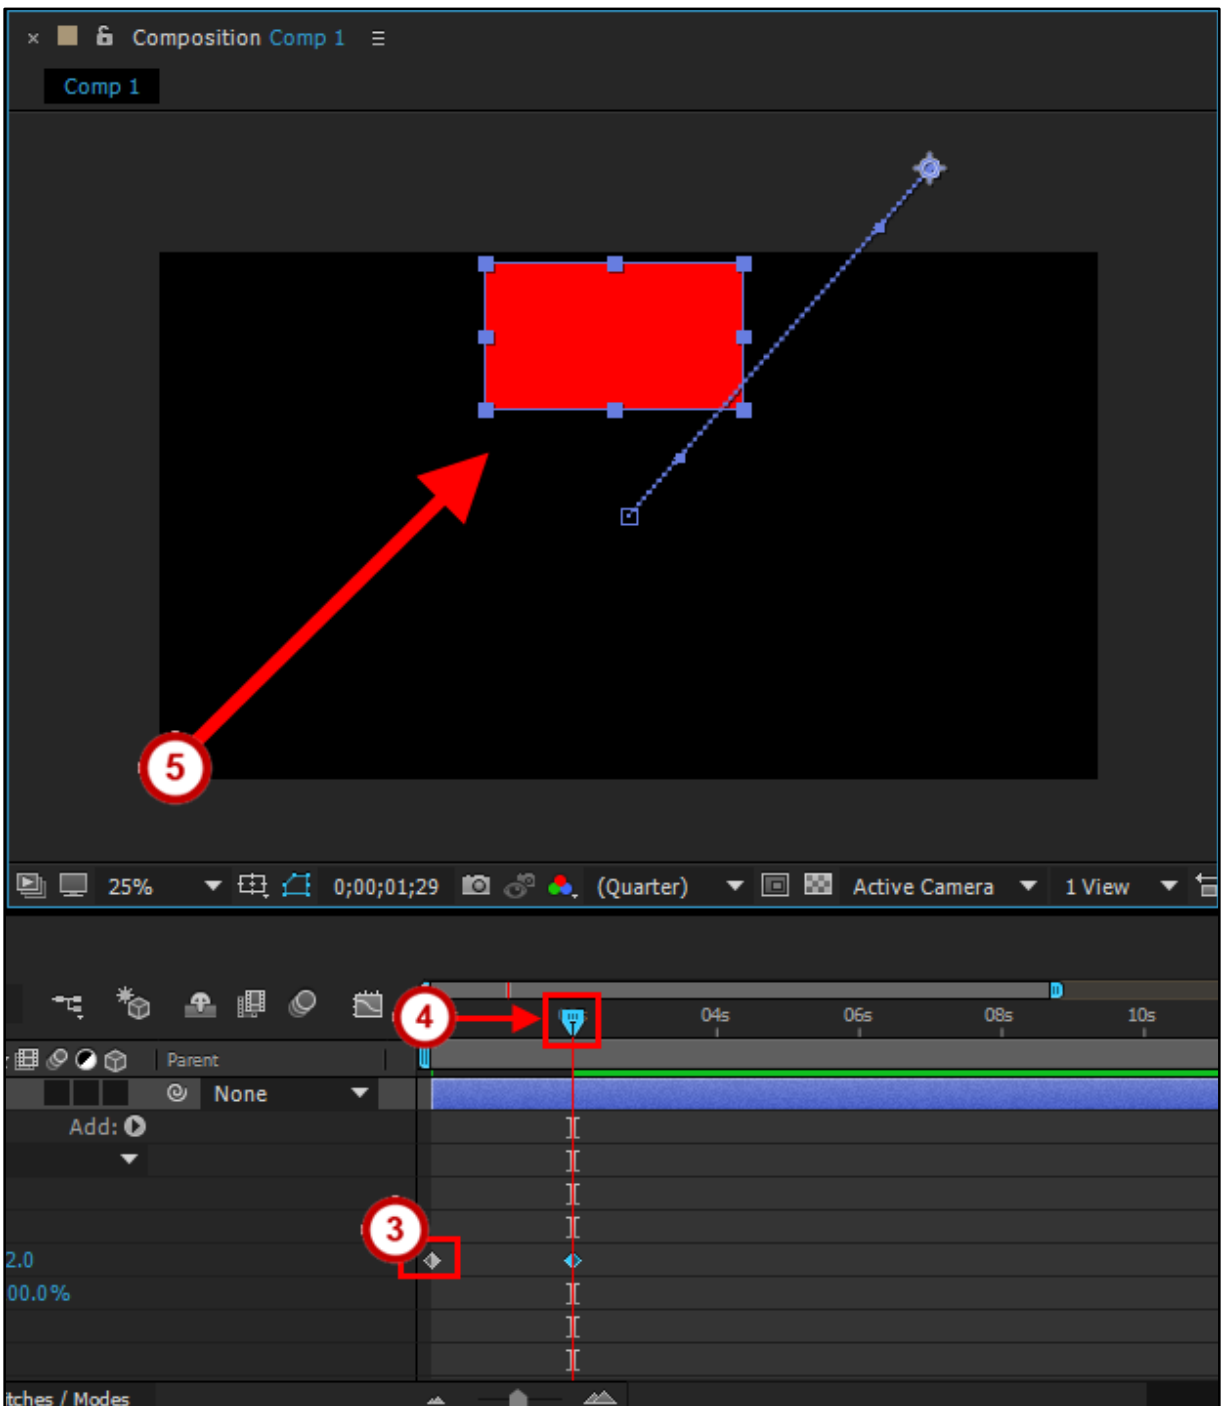 × Composition Comp 1 ≡
Comp 1
5
25% 0;00;01;29 (Quarter) Active Camera 1 View
4 04s 06s 08s 10s
Parent
None
Add:
3
2.0
00.0%
tches / Modes